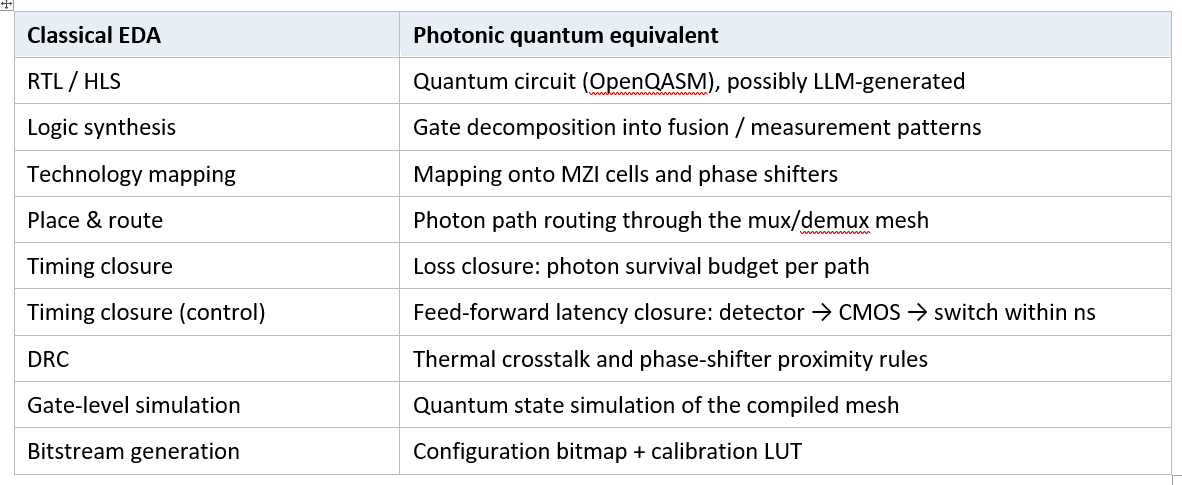 Classical EDA Photonic quantum equivalent
RTL / HLS Quantum circuit (OpenQASM), possibly LLM-generated
Logic synthesis Gate decomposition into fusion / measurement patterns
Technology mapping Mapping onto MZI cells and phase shifters
Place & route Photon path routing through the mux/demux mesh
Timing closure Loss closure: photon survival budget per path
Timing closure (control) Feed-forward latency closure: detector → CMOS → switch within ns
DRC Thermal crosstalk and phase-shifter proximity rules
Gate-level simulation Quantum state simulation of the compiled mesh
Bitstream generation Configuration bitmap + calibration LUT